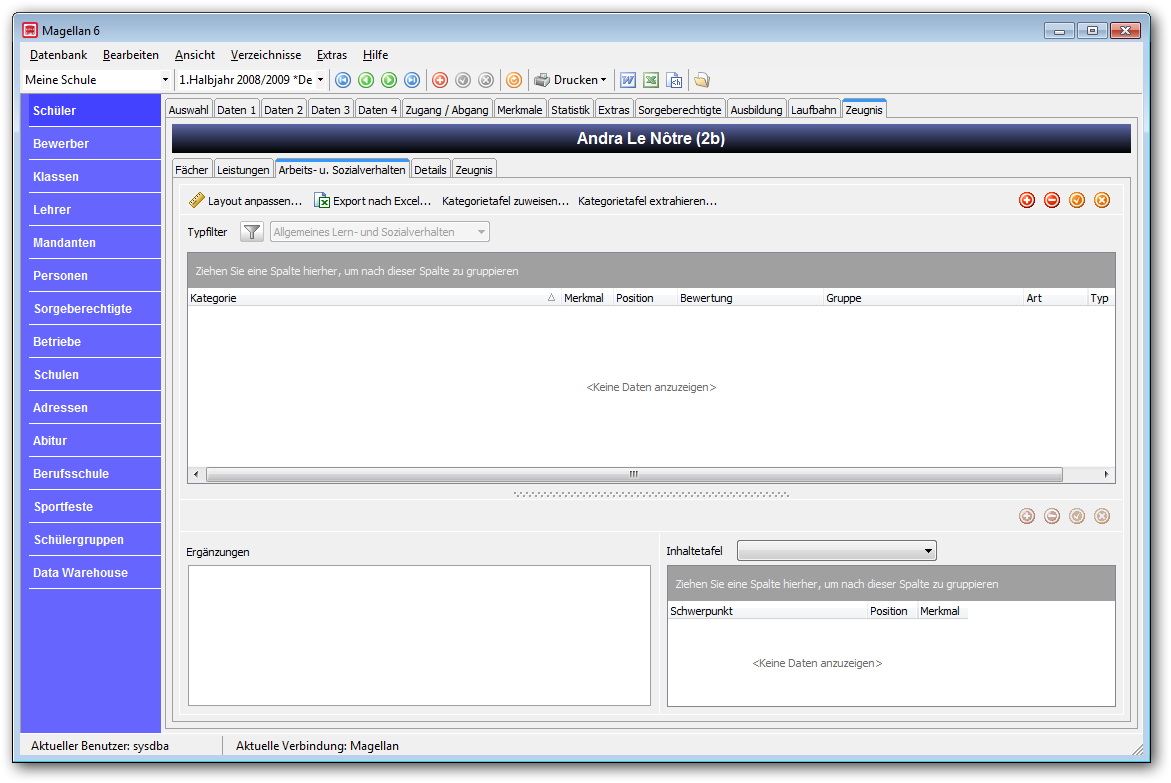 Magellan 6
Datenbank Bearbeiten Ansicht Verzeichnisse Extras Hilfe
Meine Schule 1.Halbjahr 2008/2009 *De Drucken
Schüler
Bewerber
Klassen
Lehrer
Mandanten
Personen
Sorgeberechtigte
Betriebe
Schulen
Adressen
Abitur
Berufsschule
Sportfeste
Schülergruppen
Data Warehouse
Auswahl Daten 1 Daten 2 Daten 3 Daten 4 Zugang / Abgang Merkmale Statistik Extras Sorgeberechtigte Ausbildung Laufbahn Zeugnis
Andra Le Nôtre (2b)
Fächer Leistungen Arbeits- u. Sozialverhalten Details Zeugnis
Layout anpassen... Export nach Excel... Kategorietafel zuweisen... Kategorietafel extrahieren...
Typfilter Allgemeines Lern- und Sozialverhalten
Ziehen Sie eine Spalte hierher, um nach dieser Spalte zu gruppieren
Kategorie Merkmal Position Bewertung Gruppe Art Typ
<Keine Daten anzuzeigen>
Ergänzungen
Inhaltetafel
Ziehen Sie eine Spalte hierher, um nach dieser Spalte zu gruppieren
Schwerpunkt Position Merkmal
<Keine Daten anzuzeigen>
Aktueller Benutzer: sysdba Aktuelle Verbindung: Magellan